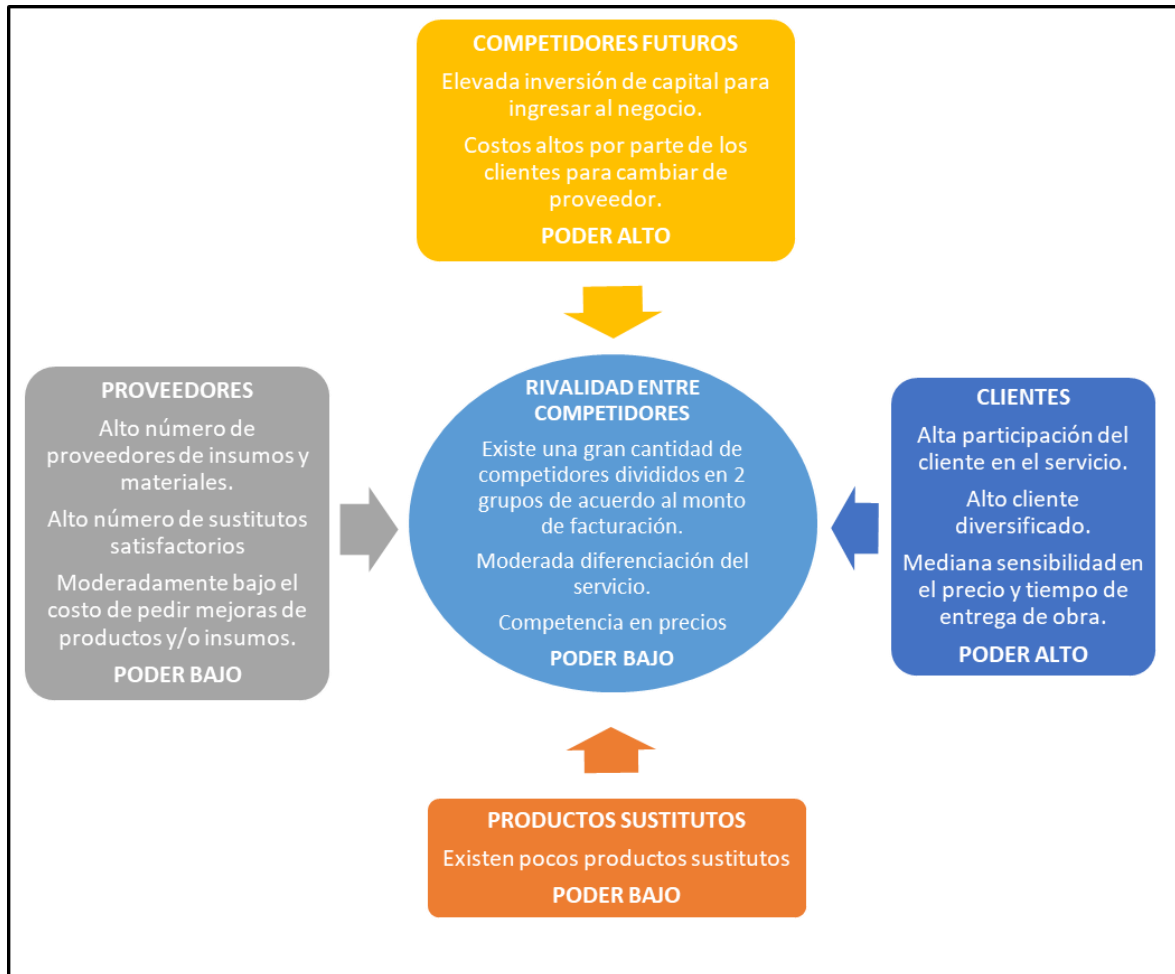 COMPETIDORES FUTUROS
Elevada inversión de capital para
ingresar al negocio.
Costos altos por parte de los
clientes para cambiar de
proveedor.
PODER ALTO
PROVEEDORES
Alto número de
proveedores de insumos y
materiales.
Alto número de sustitutos
satisfactorios
Moderadamente bajo el
costo de pedir mejoras de
productos y/o insumos.
PODER BAJO
RIVALIDAD ENTRE
COMPETIDORES
Existe una gran cantidad de
competidores divididos en 2
grupos de acuerdo al monto
de facturación.
Moderada diferenciación del
servicio.
Competencia en precios
PODER BAJO
CLIENTES
Alta participación del
cliente en el servicio.
Alto cliente
diversificado.
Mediana sensibilidad en
el precio y tiempo de
entrega de obra.
PODER ALTO
PRODUCTOS SUSTITUTOS
Existen pocos productos sustitutos
PODER BAJO